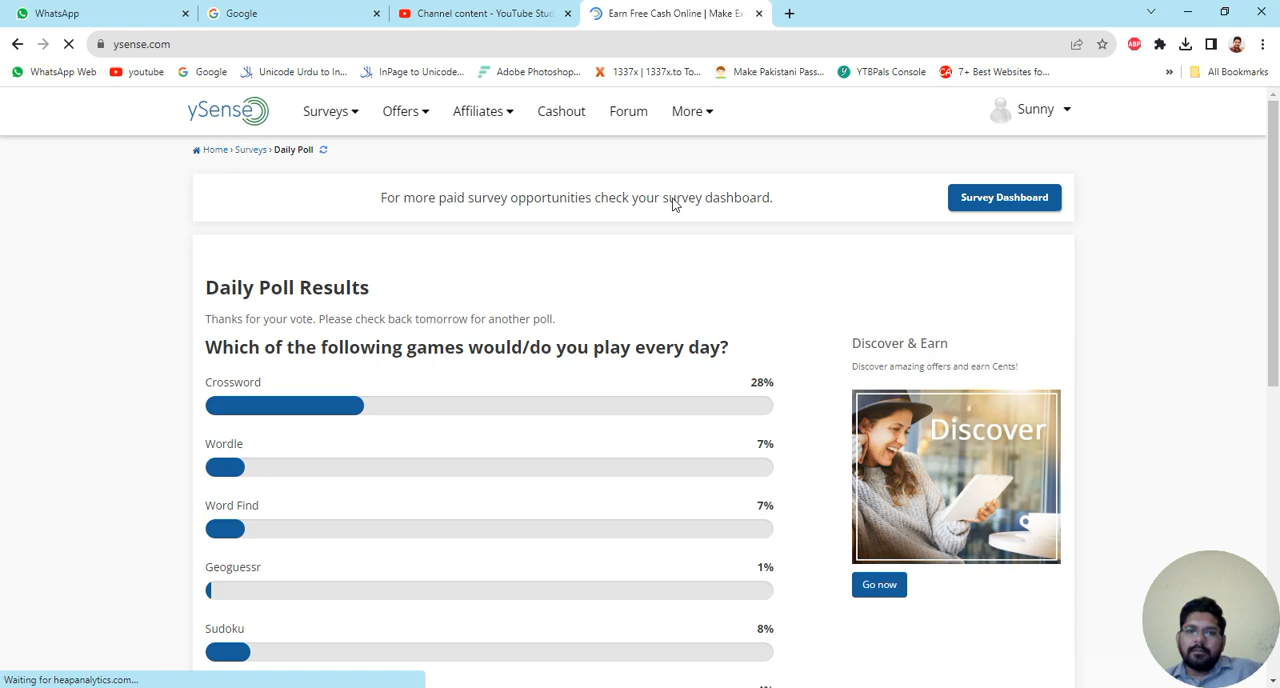 WhatsApp
Google
Channel content - YouTube Stud
Earn Free Cash Online | Make Ex
ysense.com
ABP
WhatsApp Web
youtube
Google
Unicode Urdu to In...
InPage to Unicode...
Adobe Photoshop...
1337x | 1337x.to To...
Make Pakistani Pass...
YTBPals Console
CA 7+ Best Websites fo...
»
All Bookmarks
ySense
Surveys
Offers
Affiliates
Cashout
Forum
More
Sunny
Home › Surveys › Daily Poll
For more paid survey opportunities check your survey dashboard.
Survey Dashboard
Daily Poll Results
Thanks for your vote. Please check back tomorrow for another poll.
Which of the following games would/do you play every day?
Crossword 28%
Wordle 7%
Word Find 7%
Geoguessr 1%
Sudoku 8%
Discover & Earn
Discover amazing offers and earn Cents!
Discover
Go now
Waiting for heapanalytics.com...